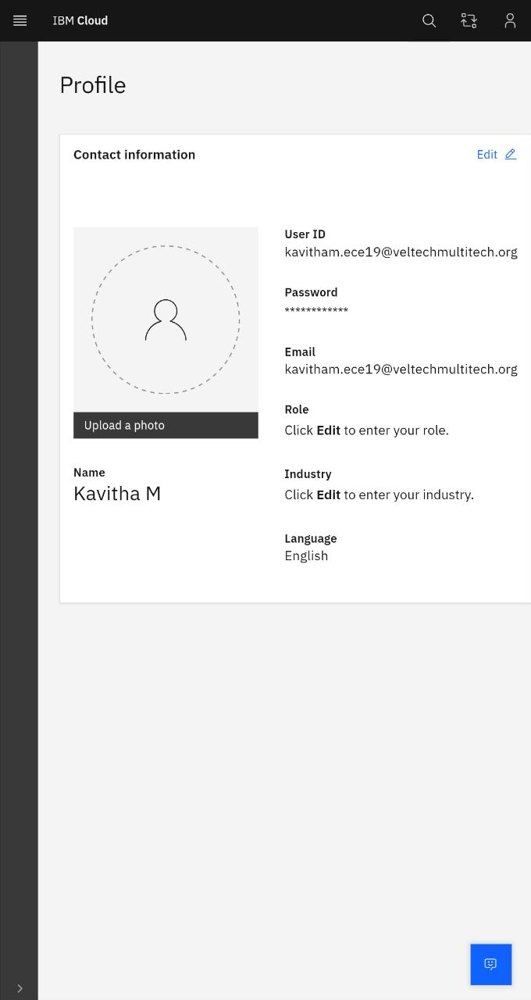 IBM Cloud
Profile
Contact information
Edit
Upload a photo
Name
Kavitha M
User ID
kavitham.ece19@veltechmultitech.org
Password
************
Email
kavitham.ece19@veltechmultitech.org
Role
Click Edit to enter your role.
Industry
Click Edit to enter your industry.
Language
English